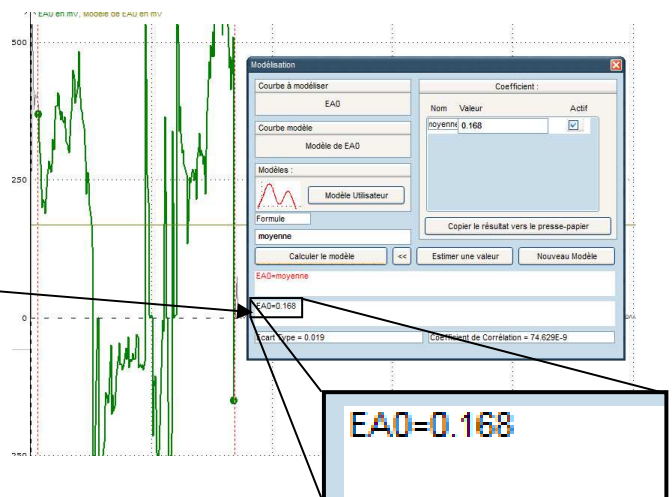 EA0 en mV, Modèle de EA0 en mV
500
250
0
250
Modélisation
Courbe à modéliser
EA0
Courbe modèle
Modèle de EA0
Modèles :
Modèle Utilisateur
Formule
moyenne
Calculer le modèle
<<
Coefficient :
Nom Valeur Actif
moyenne 0.168
Copier le résultat vers le presse-papier
Estimer une valeur
Nouveau Modèle
EA0=moyenne
EA0=0.168
Ecart Type = 0.019
Coefficient de Corrélation = 74.629E-9
EA0=0.168